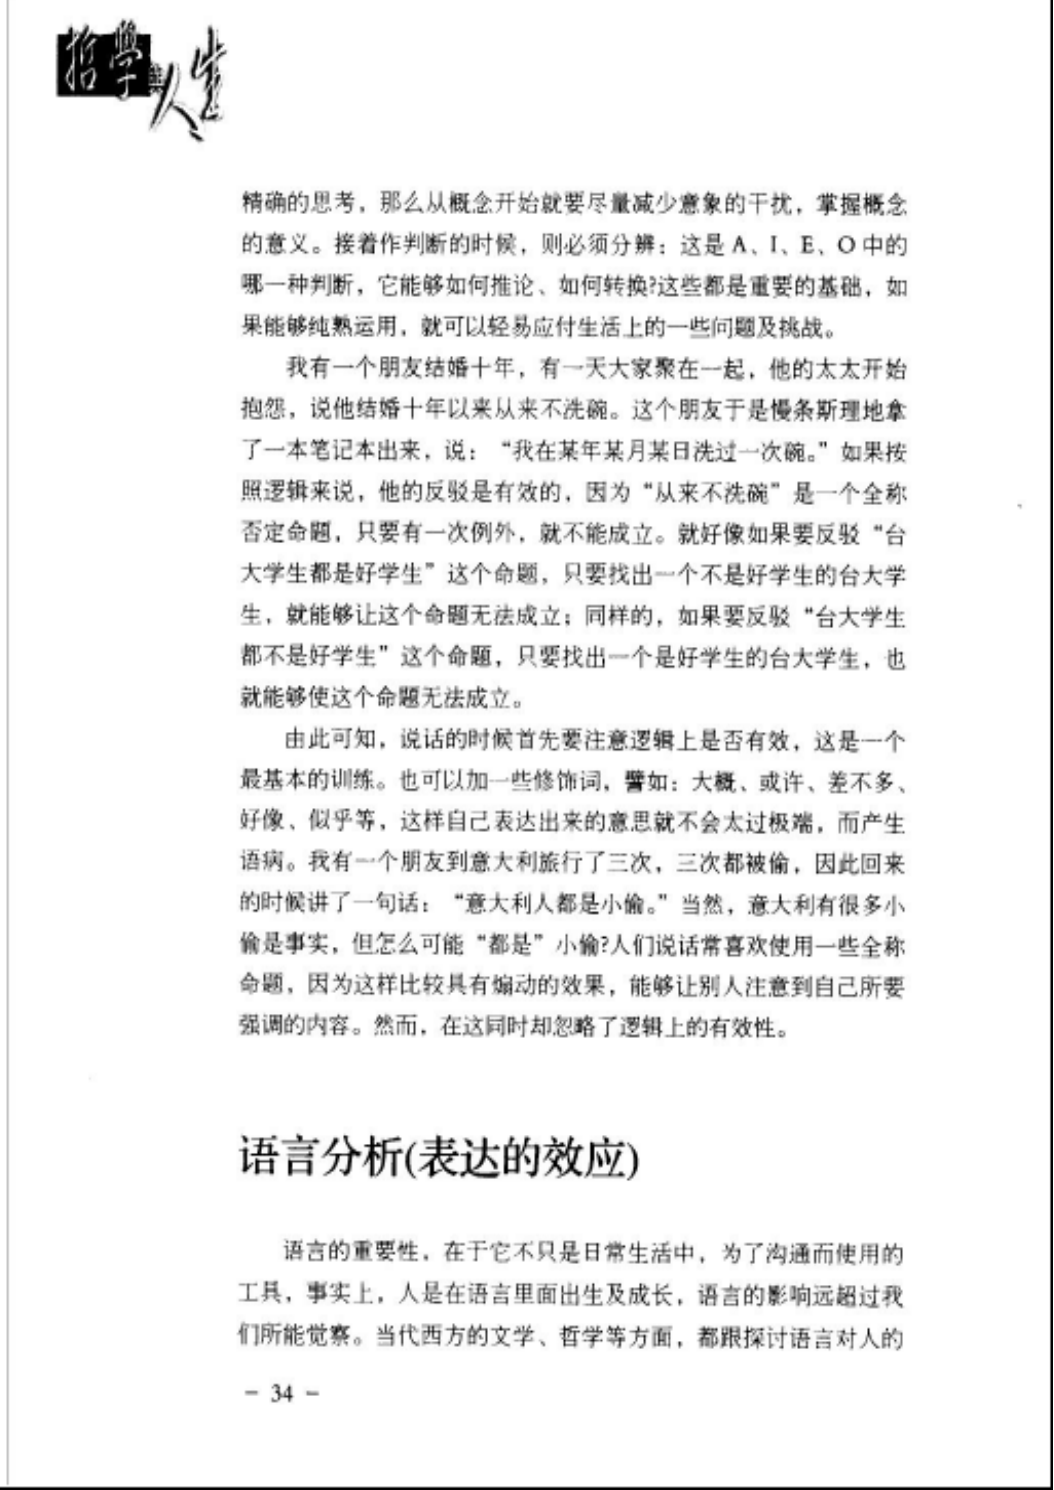 哲學與人生
精确的思考，那么从概念开始就要尽量减少意象的干扰，掌握概念
的意义。接着作判断的时候，则必须分辨：这是 A、I、E、O 中的
哪一种判断，它能够如何推论、如何转换?这些都是重要的基础，如
果能够纯熟运用，就可以轻易应付生活上的一些问题及挑战。
我有一个朋友结婚十年，有一天大家聚在一起，他的太太开始
抱怨，说他结婚十年以来从来不洗碗。这个朋友于是慢条斯理地拿
了一本笔记本出来，说：“我在某年某月某日洗过一次碗。”如果按
照逻辑来说，他的反驳是有效的，因为“从来不洗碗”是一个全称
否定命题，只要有一次例外，就不能成立。就好像如果要反驳“台
大学生都是好学生”这个命题，只要找出一个不是好学生的台大学
生，就能够让这个命题无法成立；同样的，如果要反驳“台大学生
都不是好学生”这个命题，只要找出一个是好学生的台大学生，也
就能够使这个命题无法成立。
由此可知，说话的时候首先要注意逻辑上是否有效，这是一个
最基本的训练。也可以加一些修饰词，譬如：大概、或许、差不多、
好像、似乎等，这样自己表达出来的意思就不会太过极端，而产生
语病。我有一个朋友到意大利旅行了三次，三次都被偷，因此回来
的时候讲了一句话：“意大利人都是小偷。”当然，意大利有很多小
偷是事实，但怎么可能“都是”小偷?人们说话常喜欢使用一些全称
命题，因为这样比较具有煽动的效果，能够让别人注意到自己所要
强调的内容。然而，在这同时却忽略了逻辑上的有效性。
语言分析(表达的效应)
语言的重要性，在于它不只是日常生活中，为了沟通而使用的
工具，事实上，人是在语言里面出生及成长，语言的影响远超过我
们所能觉察。当代西方的文学、哲学等方面，都跟探讨语言对人的
- 34 -